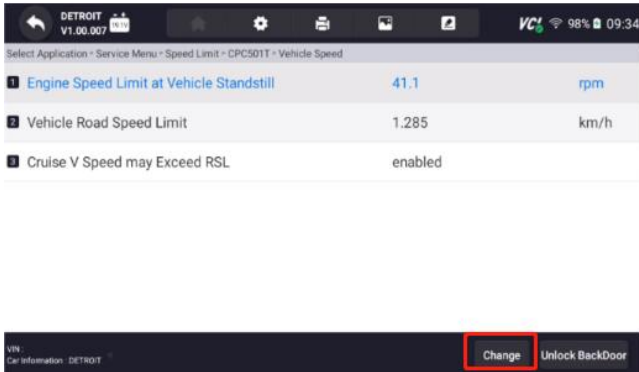 DETROIT
V1.00.007
VCI
98%
09:34
Select Application • Service Menu • Speed Limit • CPC501T • Vehicle Speed
1 Engine Speed Limit at Vehicle Standstill 41.1 rpm
2 Vehicle Road Speed Limit 1.285 km/h
3 Cruise V Speed may Exceed RSL enabled
VIN :
Car Information : DETROIT
Change
Unlock BackDoor